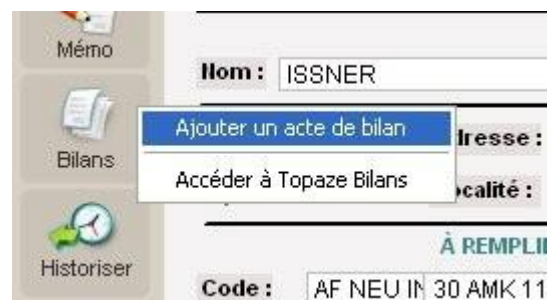 Mémo
Nom : ISSNER
Ajouter un acte de bilan
Bilans
Accéder à Topaze Bilans
Historiser
À REMPLI
Code : AF NEU IN 30 AMK 11